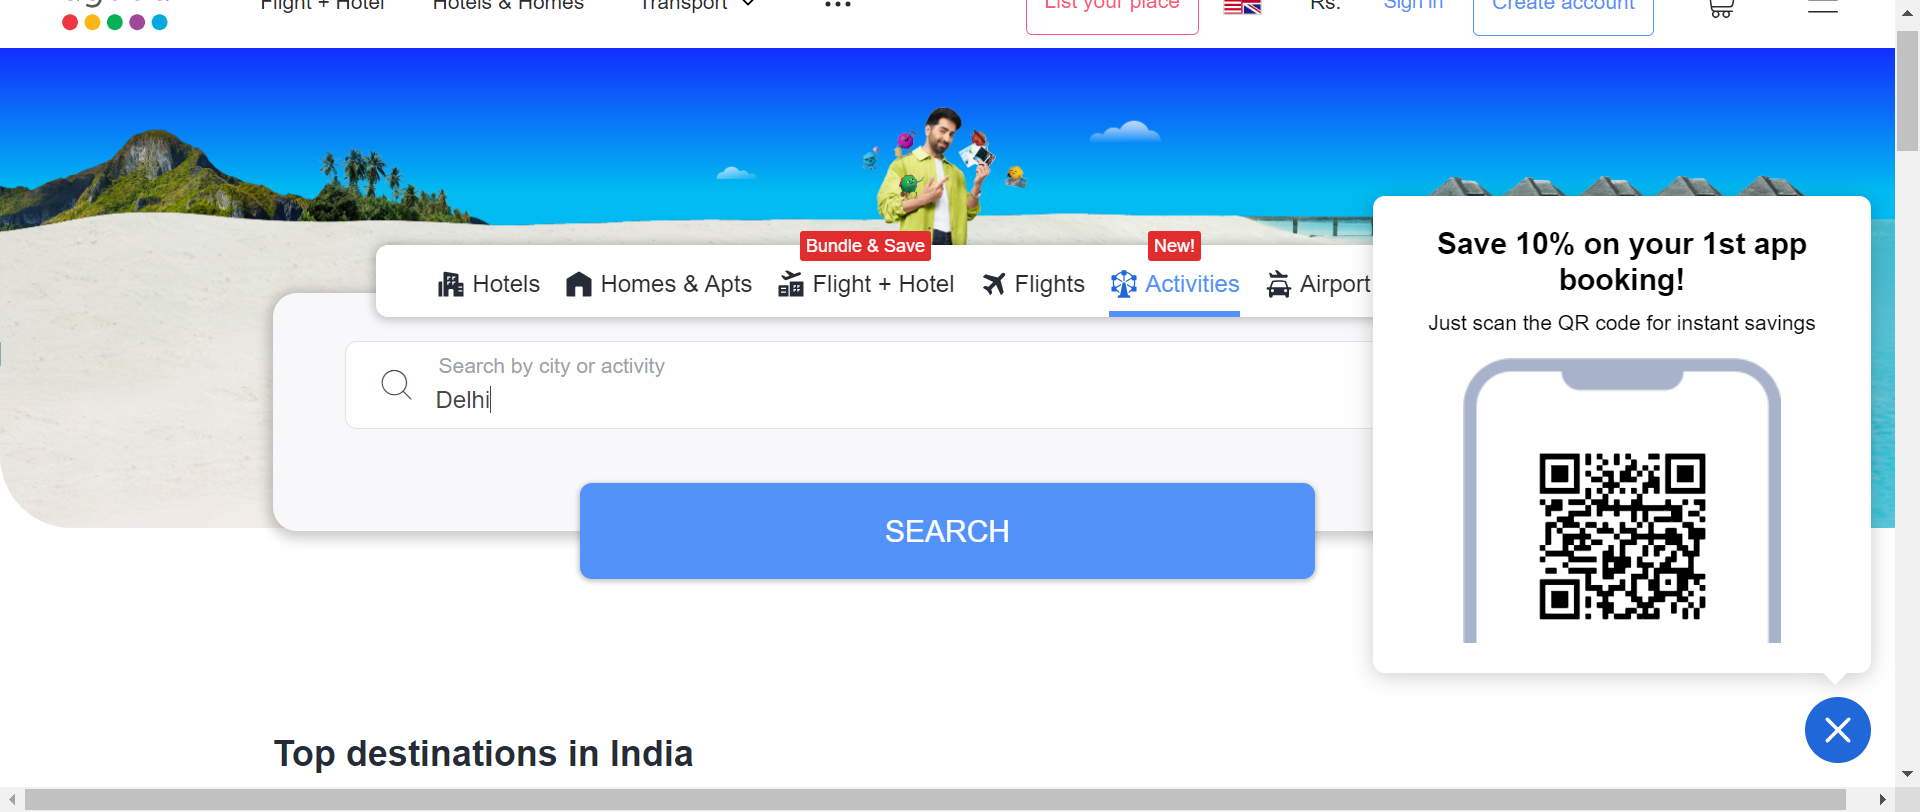 Flight + Hotel Hotels & Homes Transport List your place Rs. Sign in Create account
Bundle & Save New!
Hotels Homes & Apts Flight + Hotel Flights Activities Airport
Search by city or activity
Delhi
SEARCH
Save 10% on your 1st app
booking!
Just scan the QR code for instant savings
Top destinations in India